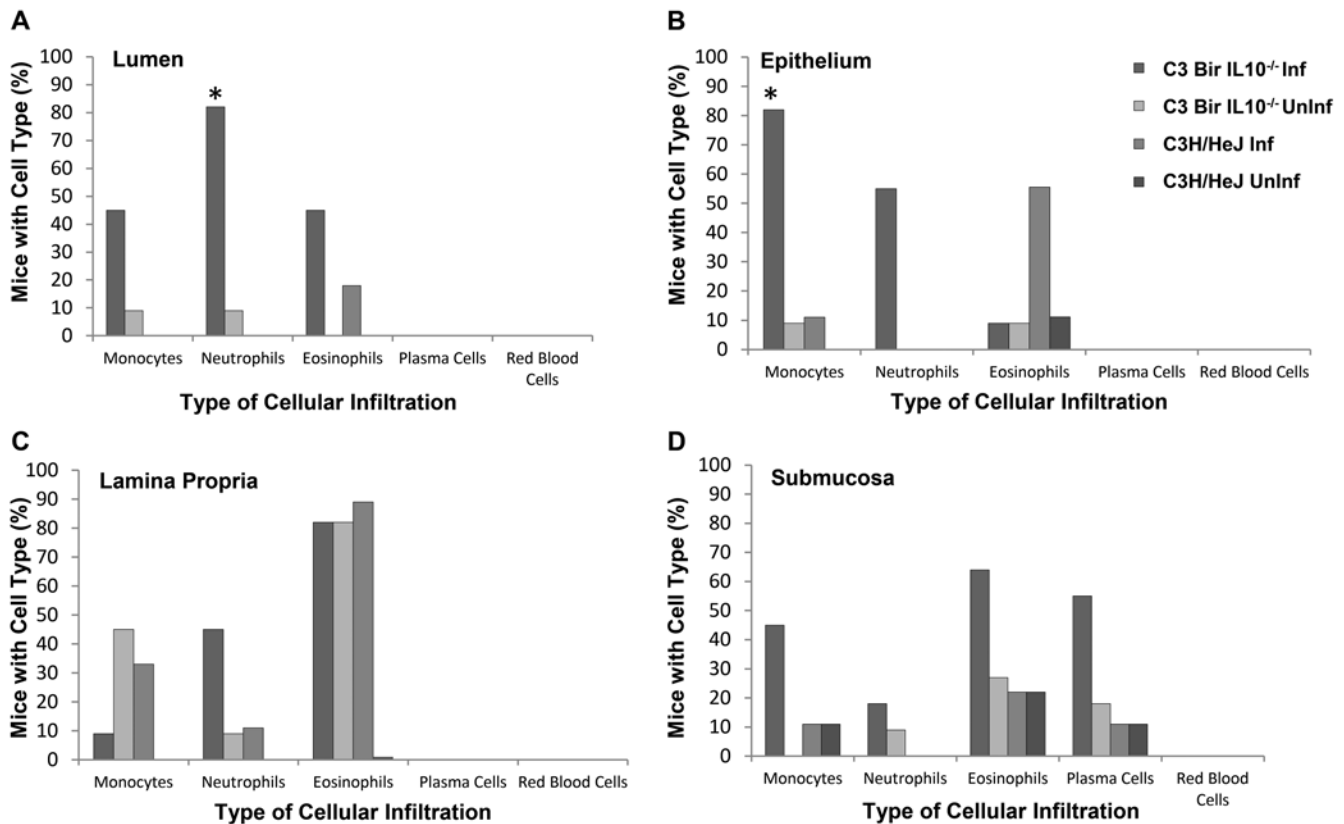 A
Lumen
*
100
90
80
70
60
50
40
30
20
10
0
Mice with Cell Type (%)
Monocytes
Neutrophils
Eosinophils
Plasma Cells
Red Blood
Cells
Type of Cellular Infiltration
B
Epithelium
*
100
90
80
70
60
50
40
30
20
10
0
Mice with Cell Type (%)
Monocytes
Neutrophils
Eosinophils
Plasma Cells
Red Blood Cells
Type of Cellular Infiltration
C3 Bir IL10-/- Inf
C3 Bir IL10-/- UnInf
C3H/HeJ Inf
C3H/HeJ UnInf
C
Lamina Propria
100
90
80
70
60
50
40
30
20
10
0
Mice with Cell Type (%)
Monocytes
Neutrophils
Eosinophils
Plasma Cells
Red Blood Cells
Type of Cellular Infiltration
D
Submucosa
100
90
80
70
60
50
40
30
20
10
0
Mice with Cell Type (%)
Monocytes
Neutrophils
Eosinophils
Plasma Cells
Red Blood
Cells
Type of Cellular Infiltration